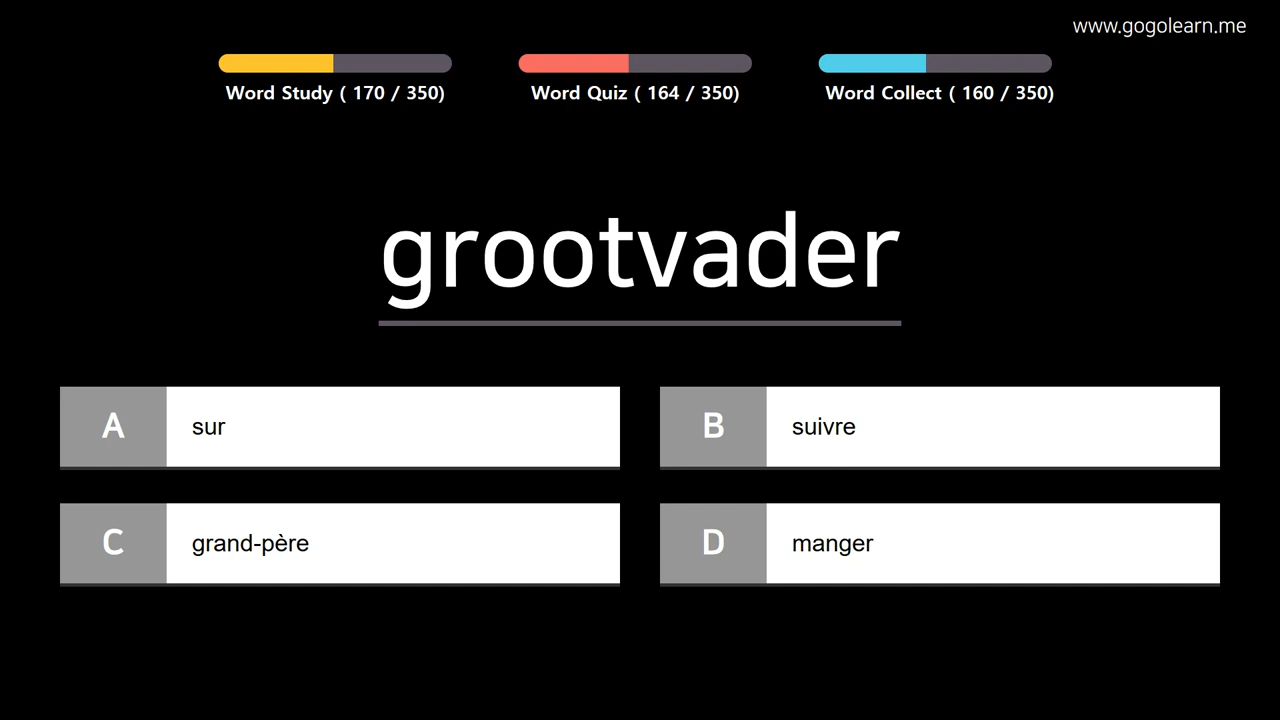 www.gogolearn.me
Word Study ( 170 / 350)
Word Quiz ( 164 / 350)
Word Collect ( 160 / 350)
grootvader
A sur
B suivre
C grand-père
D manger